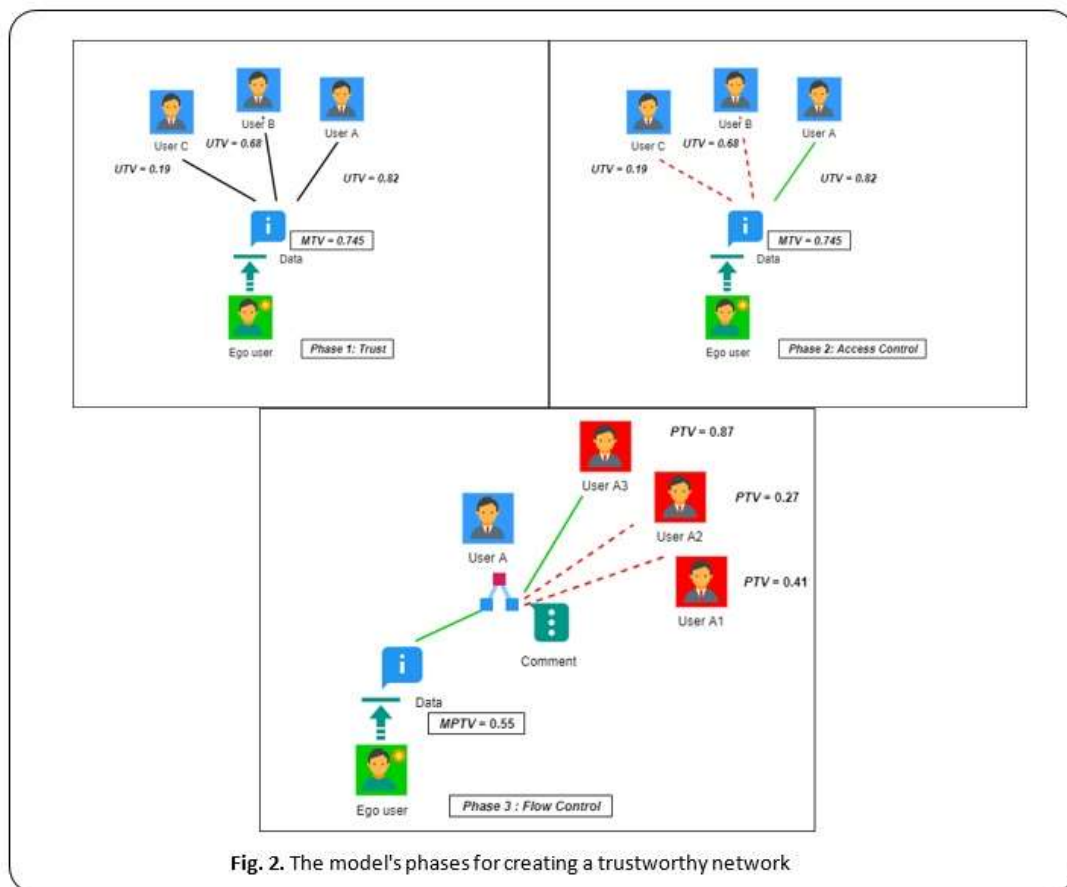 User B
User A
User C
UTV = 0.68
UTV = 0.19
UTV = 0.82
MTV = 0.745
Data
Ego user
Phase 1: Trust
User B
User A
User C
UTV = 0.68
UTV = 0.19
UTV = 0.82
MTV = 0.745
Data
Ego user
Phase 2: Access Control
PTV = 0.87
User A3
PTV = 0.27
User A2
User A
PTV = 0.41
User A1
Comment
Data
MPTV = 0.55
Ego user
Phase 3 : Flow Control
Fig. 2. The model's phases for creating a trustworthy network